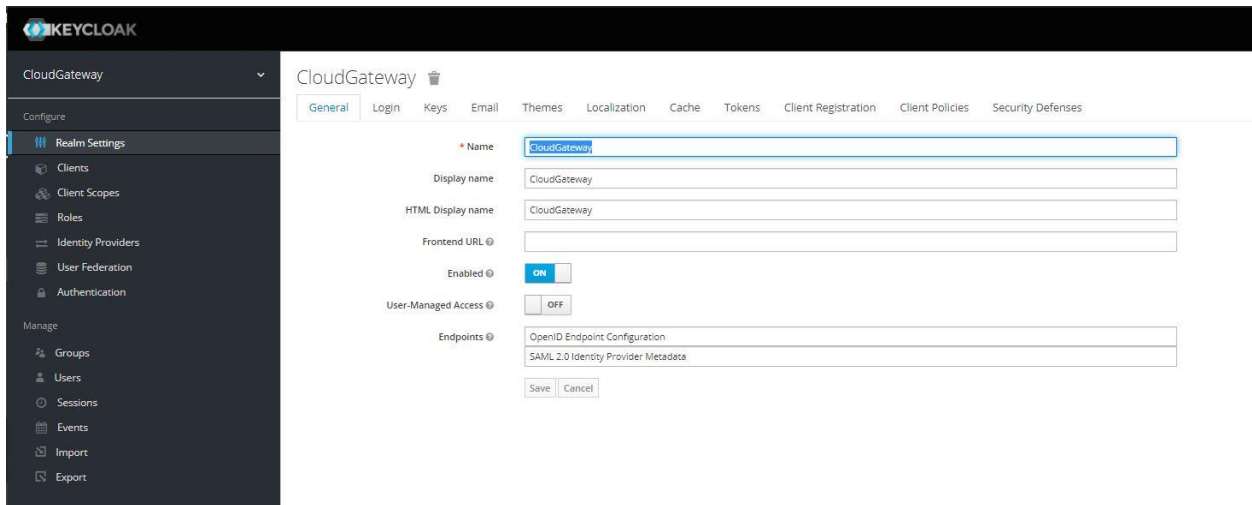 KEYCLOAK
CloudGateway
Configure
Realm Settings
Clients
Client Scopes
Roles
Identity Providers
User Federation
Authentication
Manage
Groups
Users
Sessions
Events
Import
Export
CloudGateway
General Login Keys Email Themes Localization Cache Tokens Client Registration Client Policies Security Defenses
* Name CloudGateway
Display name CloudGateway
HTML Display name CloudGateway
Frontend URL
Enabled ON
User-Managed Access OFF
Endpoints OpenID Endpoint Configuration
SAML 2.0 Identity Provider Metadata
Save Cancel